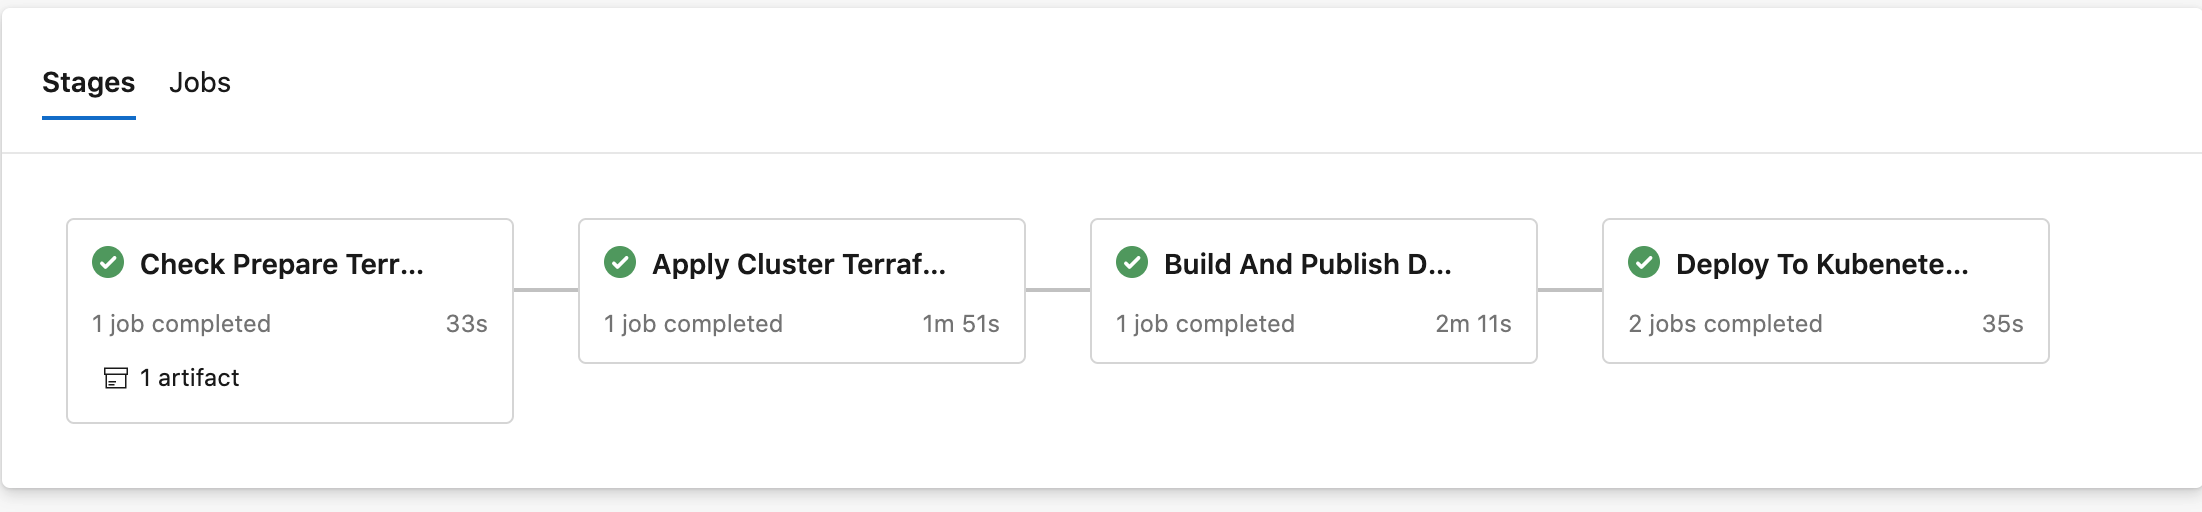 Stages Jobs
Check Prepare Terr...
1 job completed 33s
1 artifact
Apply Cluster Terraf...
1 job completed 1m 51s
Build And Publish D...
1 job completed 2m 11s
Deploy To Kubenete...
2 jobs completed 35s